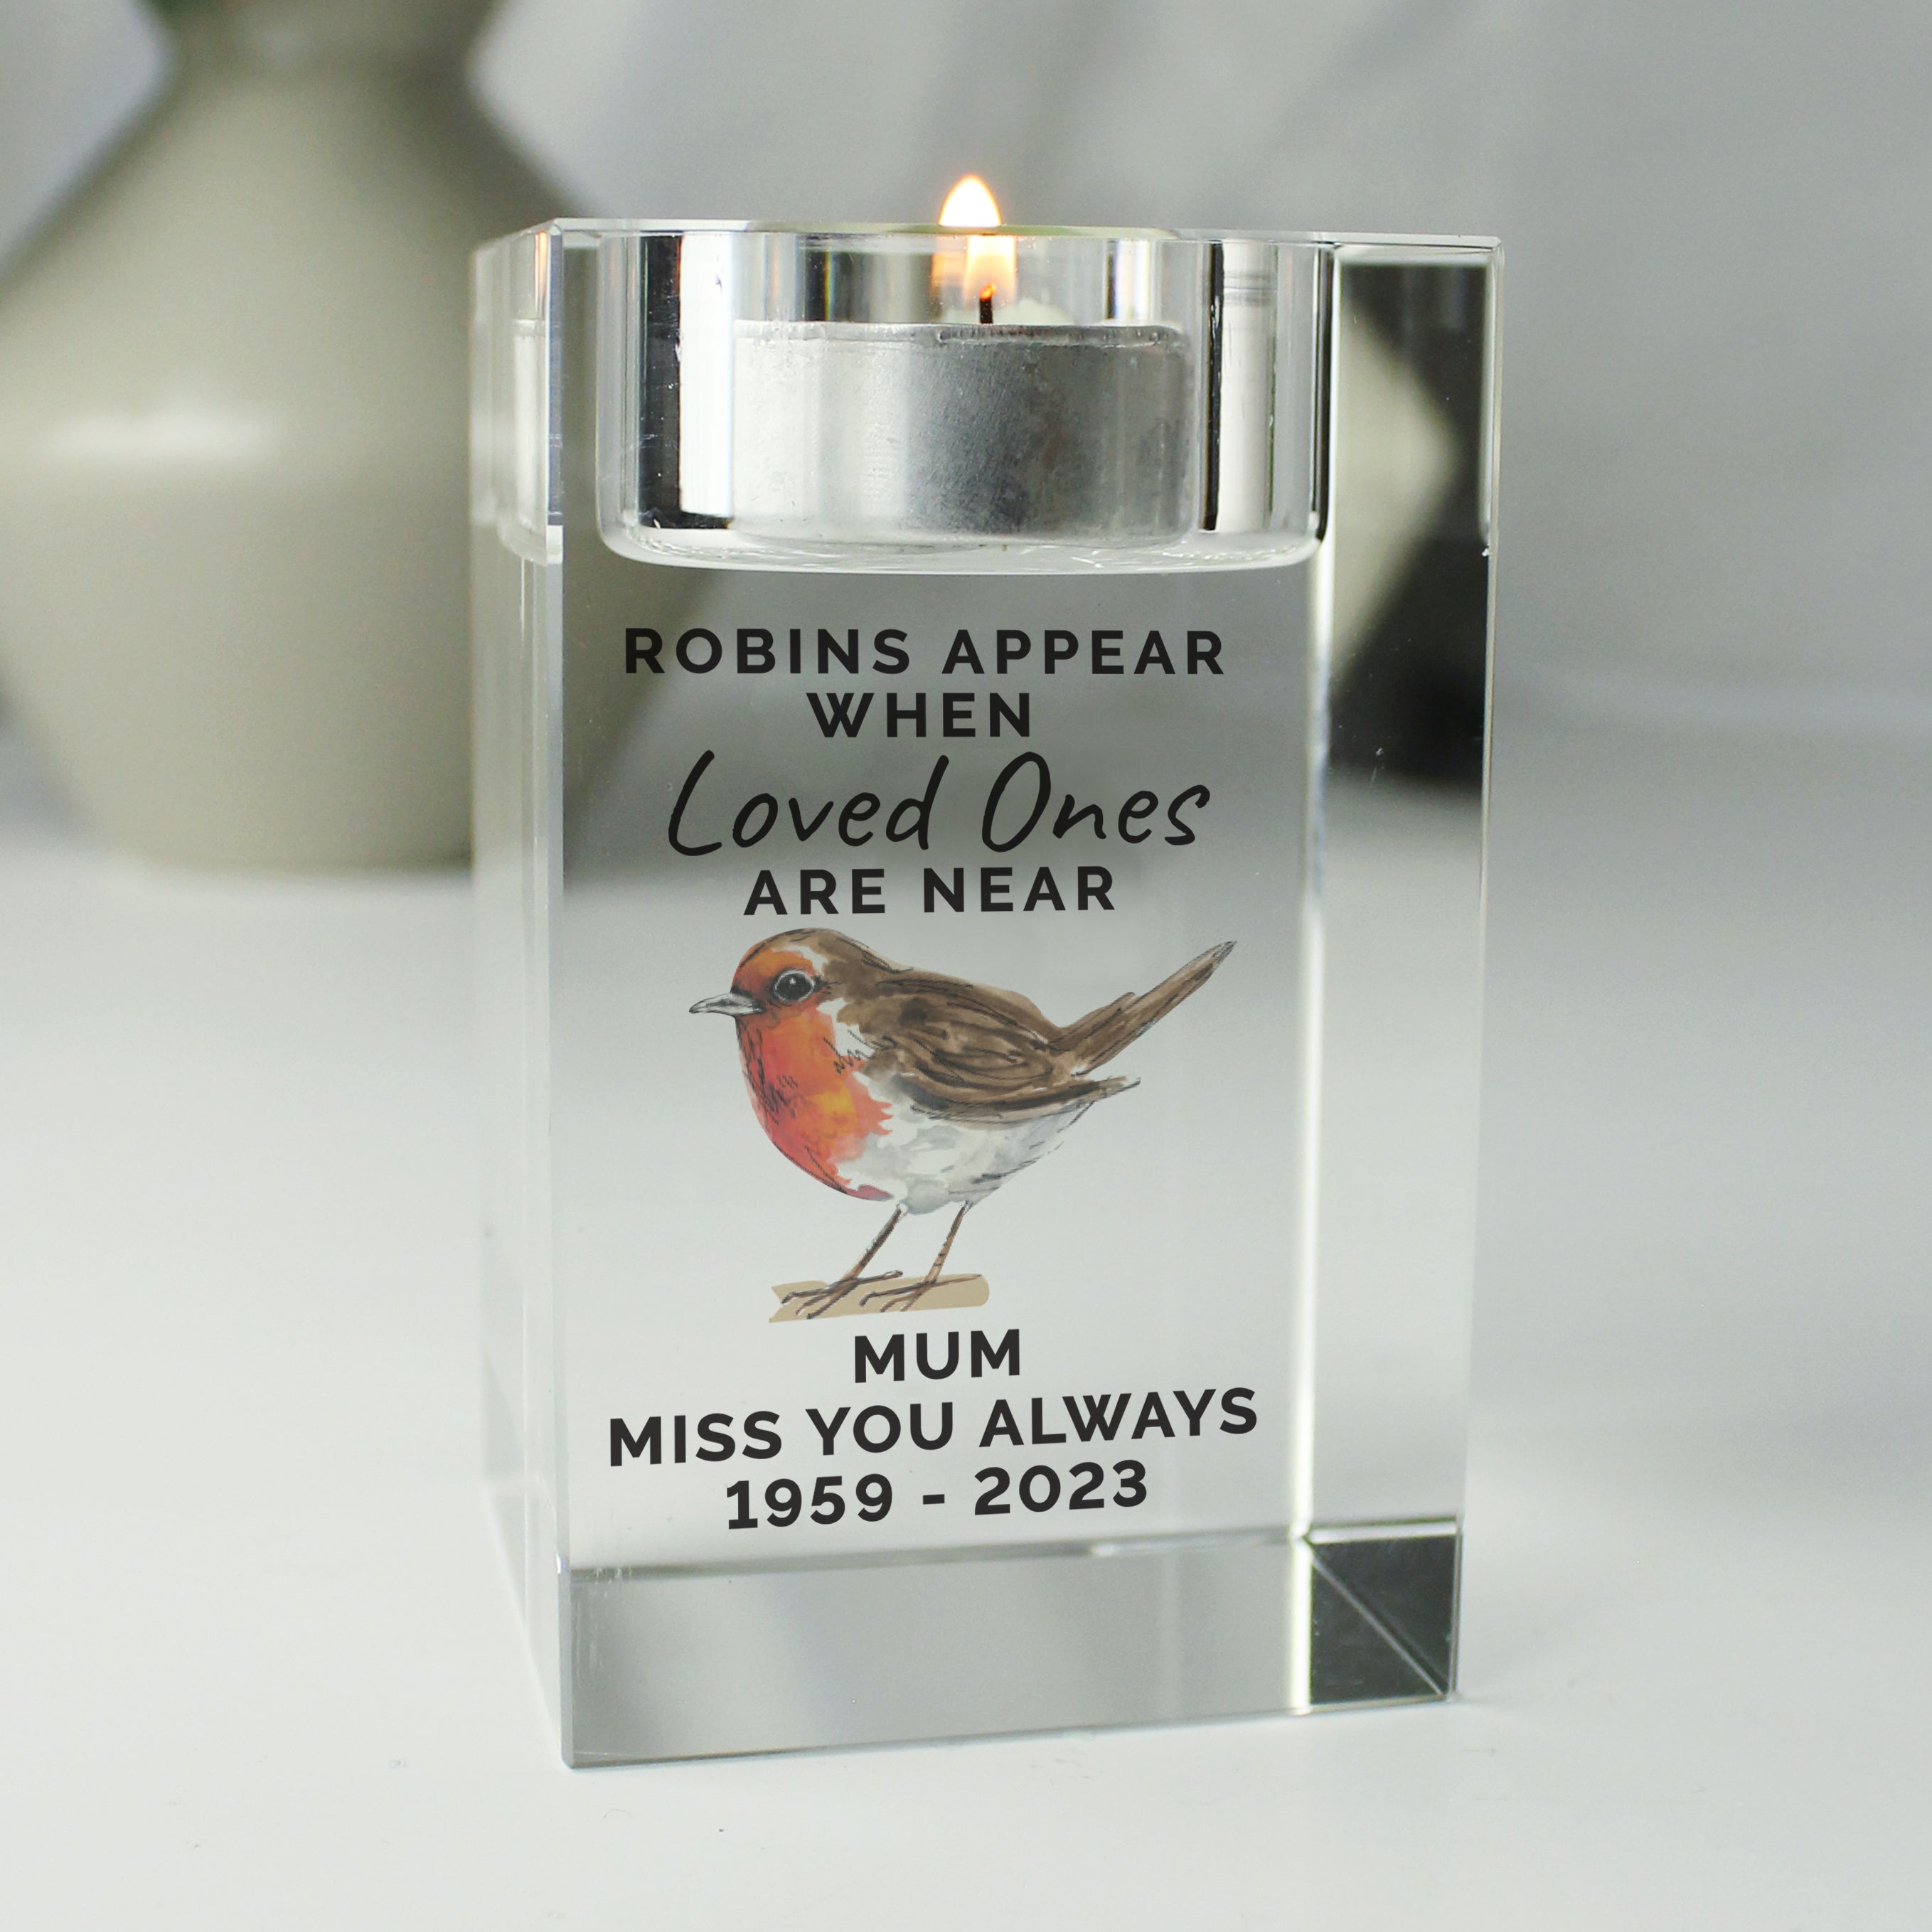 ROBINS APPEAR
WHEN
Loved Ones
ARE NEAR
MUM
MISS YOU ALWAYS
1959 - 2023